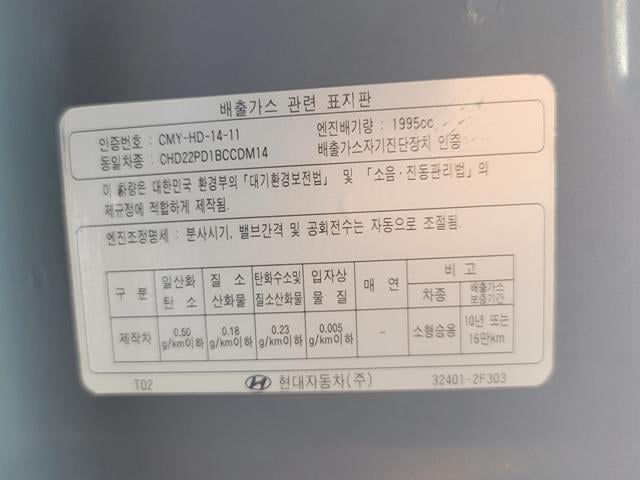 배출가스 관련 표지판
인증번호 : CMY-HD-14-11 엔진배기량 : 1995cc
동일차종 : CHD22PD1BCCDM14 배출가스자기진단장치 인증
이 차량은 대한민국 환경부의 「대기환경보전법」 및 「소음·진동관리법」의
제규정에 적합하게 제작됨.
엔진조정명세 : 분사시기, 밸브간격 및 공회전수는 자동으로 조절됨.
구 분 일산화탄소 질소산화물 탄화수소및질소산화물 입자상물질 매 연 비 고
차종 배출가스보증기간
제작차 0.50 g/km이하 0.18 g/km이하 0.23 g/km이하 0.005 g/km이하 - 소형승용 10년 또는 16만km
T02 현대자동차(주) 32401-2F303